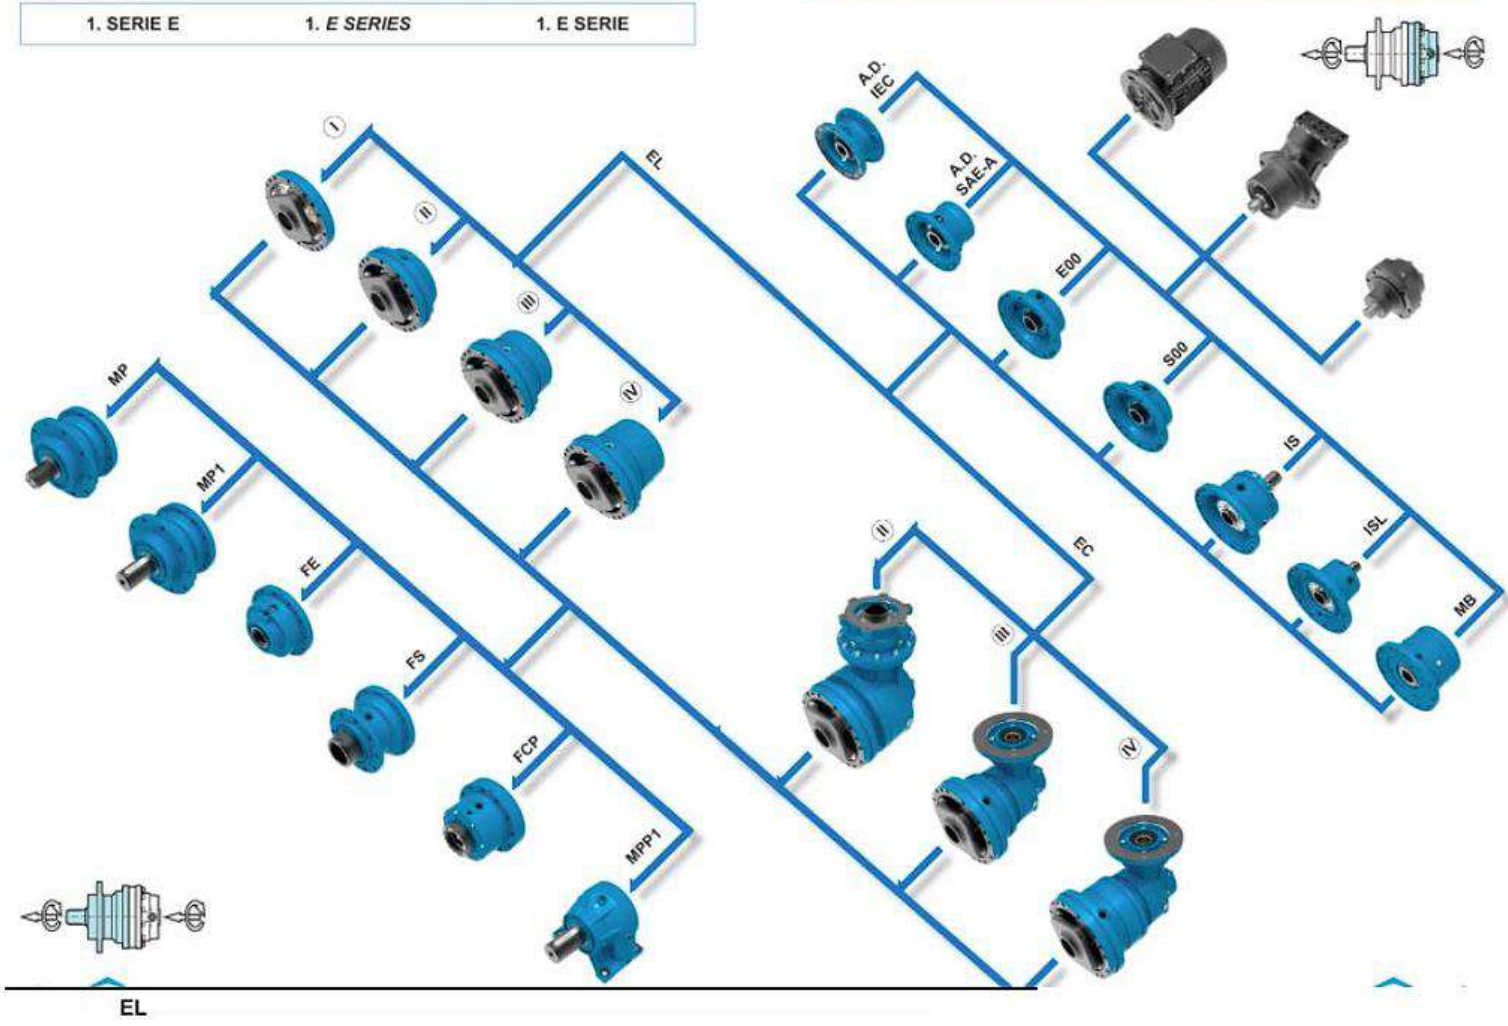 1. SERIE E
1. E SERIES
1. E SERIE
A.D.
IEC
I
EL
A.D.
SAE-A
II
E00
III
S00
MP
IV
IS
MP1
ISL
II
EC
FE
MB
III
FS
FCP
IV
MPP1
EL